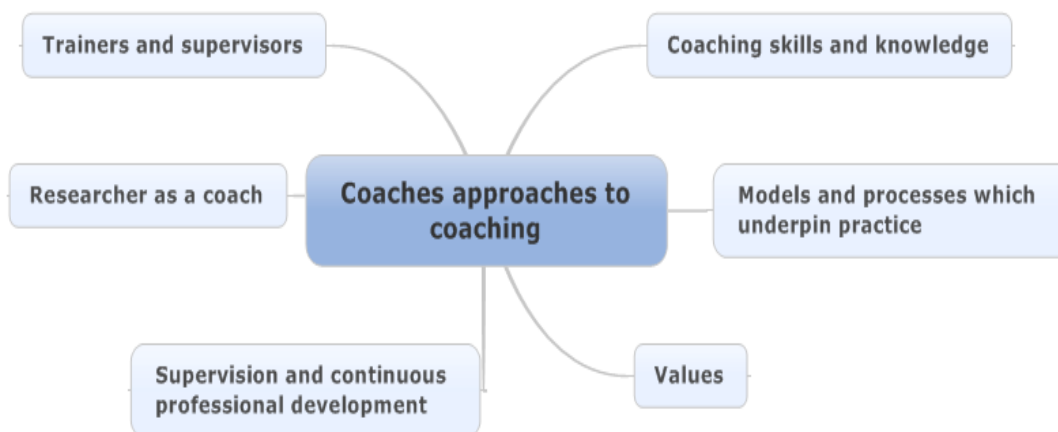 Trainers and supervisors
Coaching skills and knowledge
Researcher as a coach
Coaches approaches to
coaching
Models and processes which
underpin practice
Supervision and continuous
professional development
Values